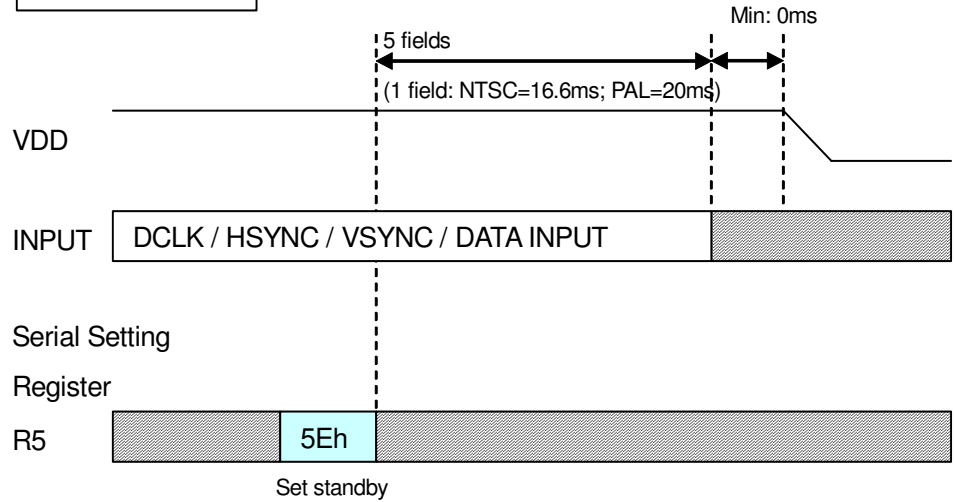 Min: 0ms
5 fields
(1 field: NTSC=16.6ms; PAL=20ms)
VDD
INPUT
DCLK / HSYNC / VSYNC / DATA INPUT
Serial Setting
Register
R5
5Eh
Set standby